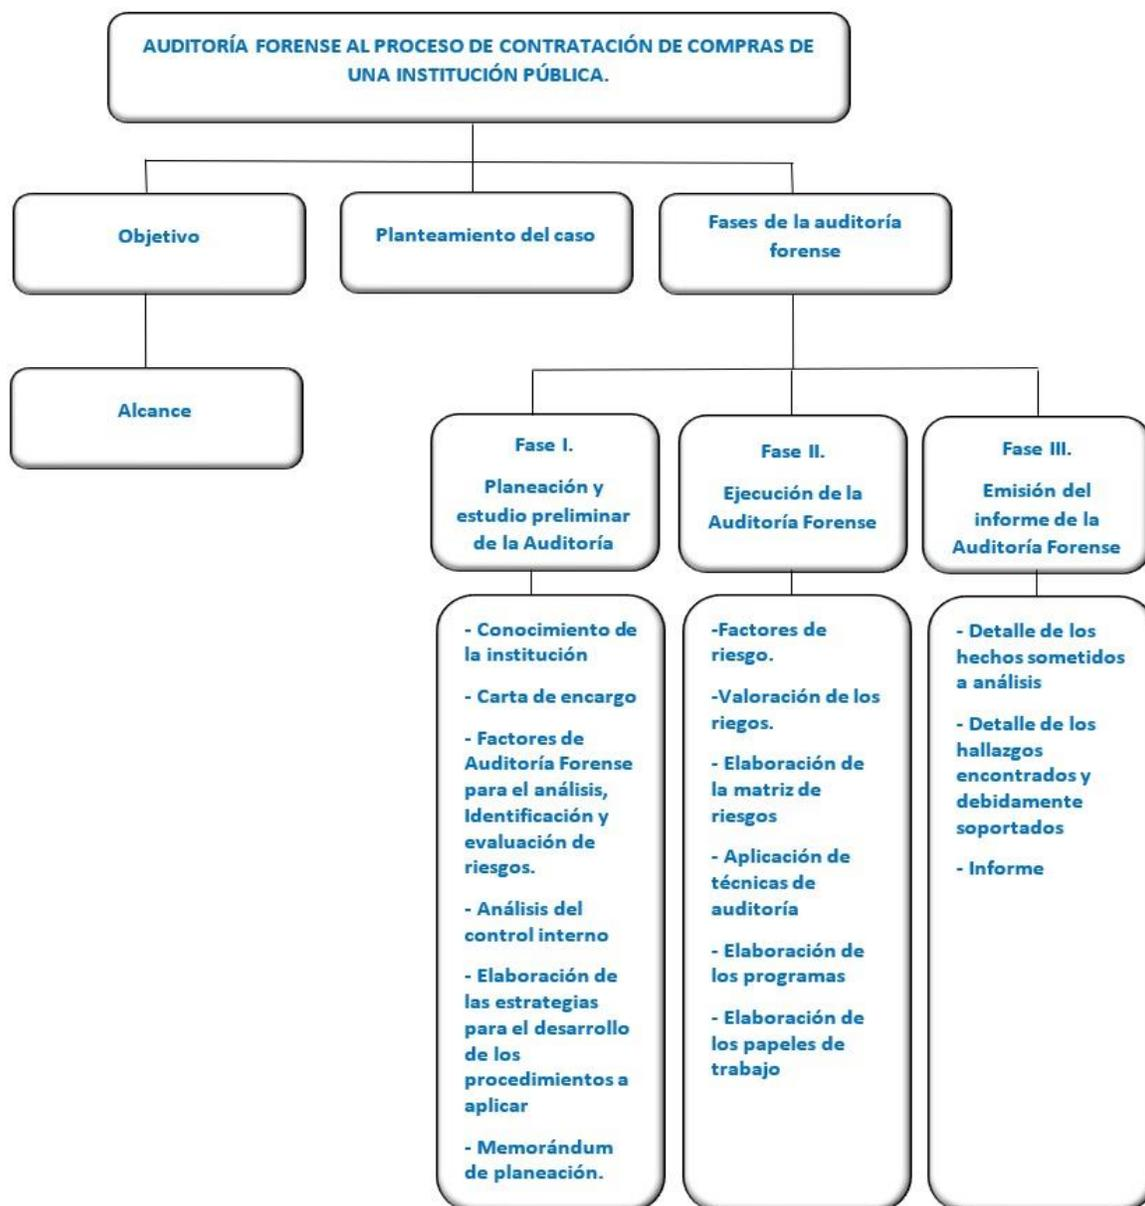 AUDITORÍA FORENSE AL PROCESO DE CONTRATACIÓN DE COMPRAS DE
UNA INSTITUCIÓN PÚBLICA.
Objetivo
Planteamiento del caso
Fases de la auditoría
forense
Alcance
Fase I.
Planeación y
estudio preliminar
de la Auditoría
Fase II.
Ejecución de la
Auditoría Forense
Fase III.
Emisión del
informe de la
Auditoría Forense
- Conocimiento de
la institución
- Carta de encargo
- Factores de
Auditoría Forense
para el análisis,
Identificación y
evaluación de
riesgos.
- Análisis del
control interno
- Elaboración de
las estrategias
para el desarrollo
de los
procedimientos a
aplicar
- Memorándum
de planeación.
-Factores de
riesgo.
-Valoración de los
riegos.
- Elaboración de
la matriz de
riesgos
- Aplicación de
técnicas de
auditoría
- Elaboración de
los programas
- Elaboración de
los papeles de
trabajo
- Detalle de los
hechos sometidos
a análisis
- Detalle de los
hallazgos
encontrados y
debidamente
soportados
- Informe